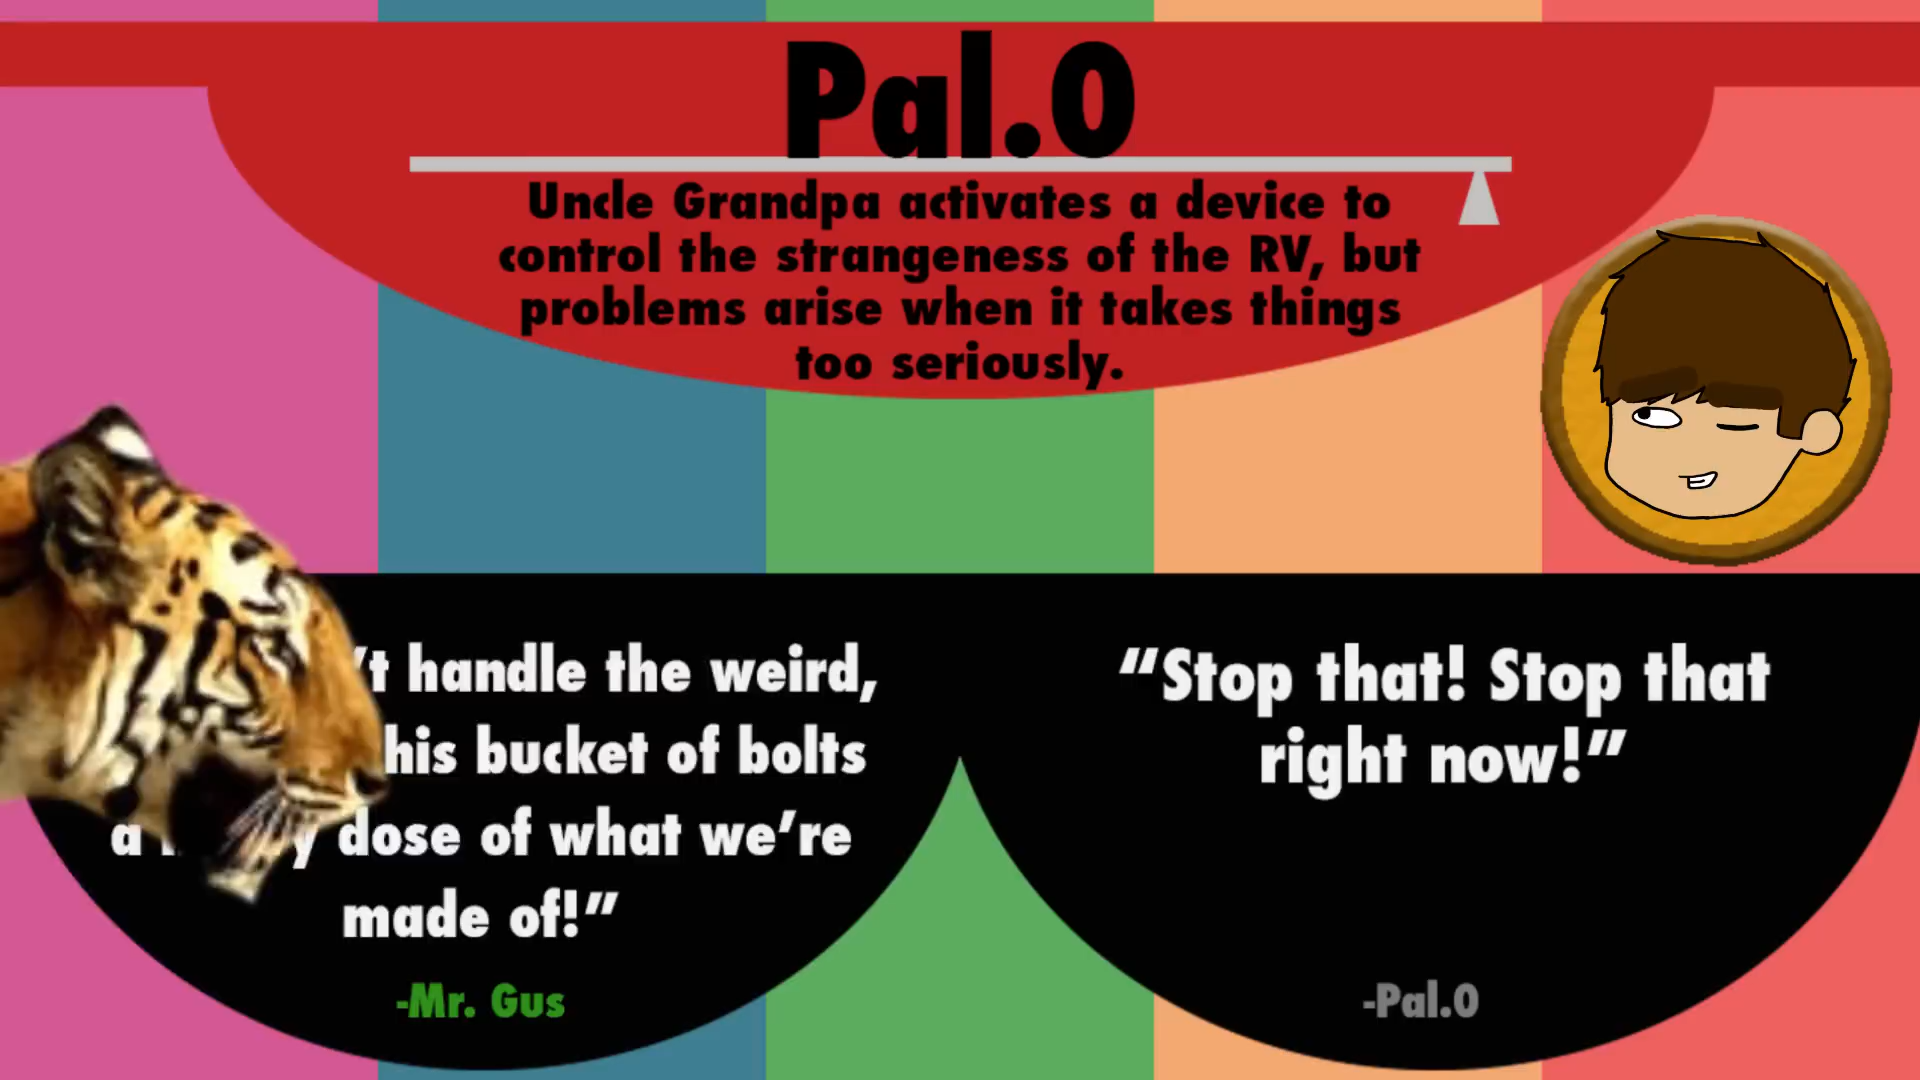 Pal.0
Uncle Grandpa activates a device to
control the strangeness of the RV, but
problems arise when it takes things
too seriously.
handle the weird,
bucket of bolts
dose of what we’re
made of!”
-Mr. Gus
“Stop that! Stop that
right now!”
-Pal.0